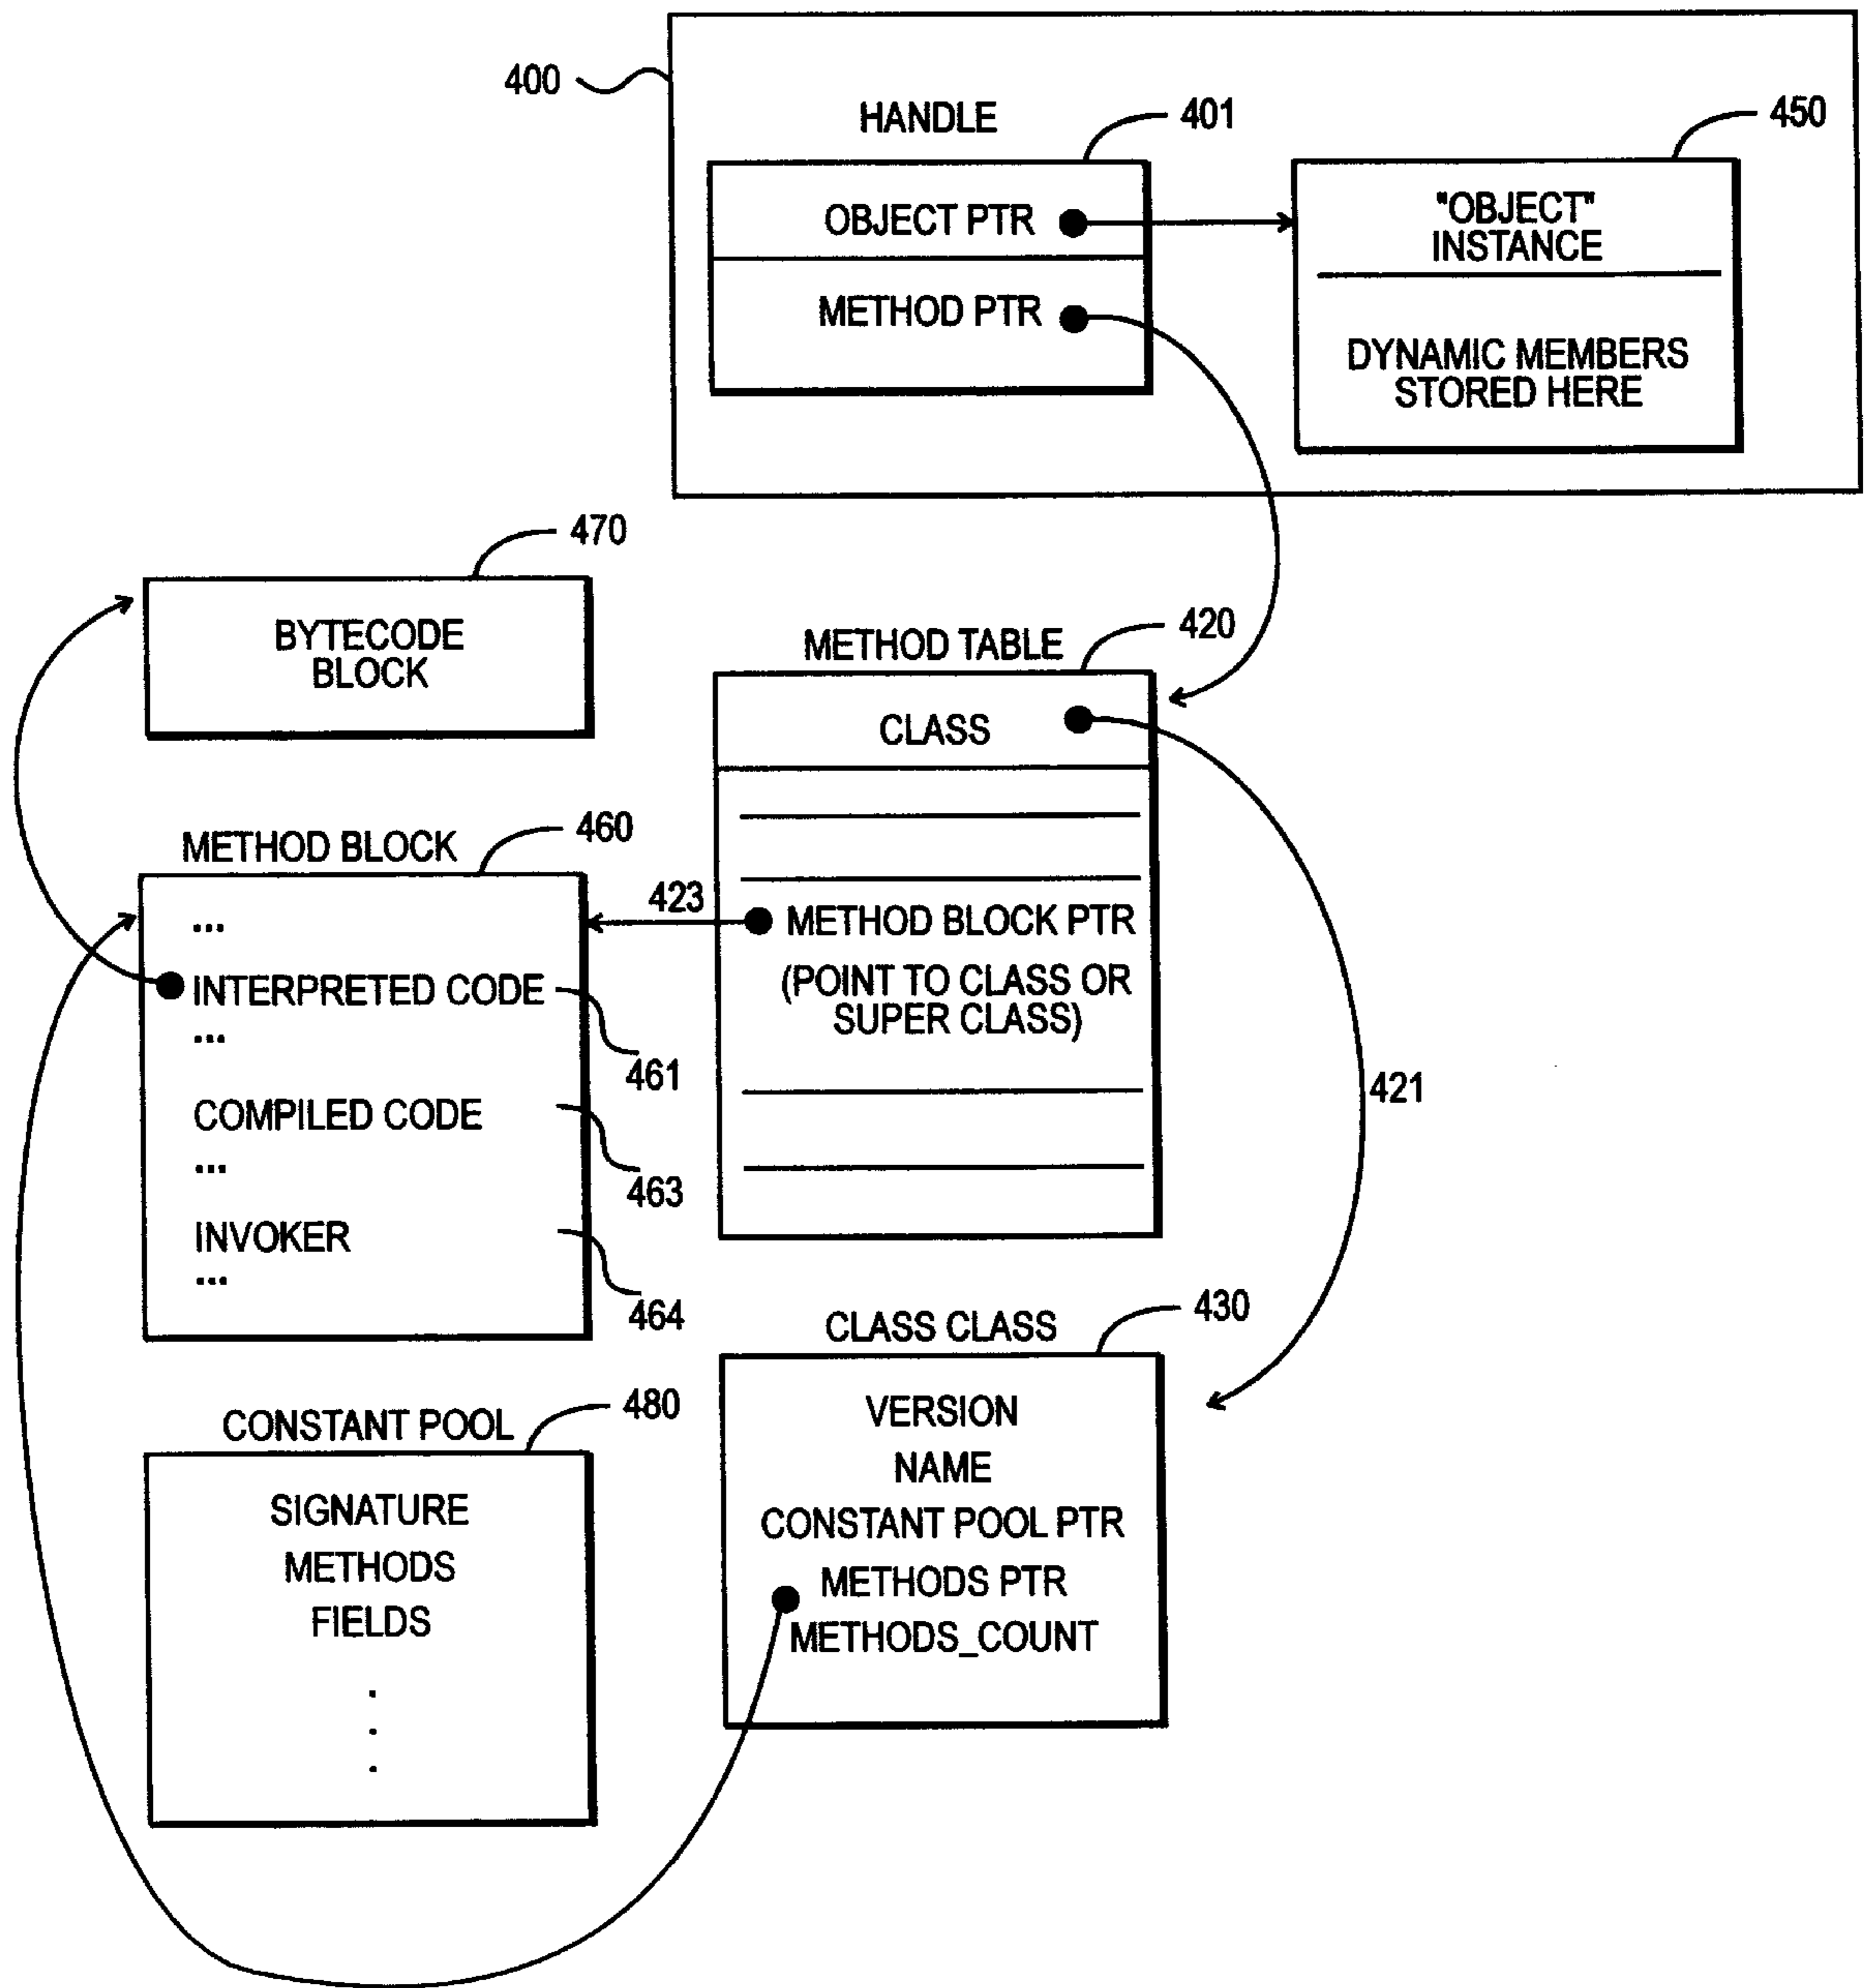 400
HANDLE
401
450
OBJECT PTR
METHOD PTR
"OBJECT"
INSTANCE
DYNAMIC MEMBERS
STORED HERE
470
BYTECODE
BLOCK
METHOD TABLE
420
CLASS
METHOD BLOCK PTR
(POINT TO CLASS OR
SUPER CLASS)
423
421
METHOD BLOCK
460
...
INTERPRETED CODE
...
461
COMPILED CODE
...
463
INVOKER
...
464
CLASS CLASS
430
VERSION
NAME
CONSTANT POOL PTR
METHODS PTR
METHODS_COUNT
CONSTANT POOL
480
SIGNATURE
METHODS
FIELDS
.
.
.